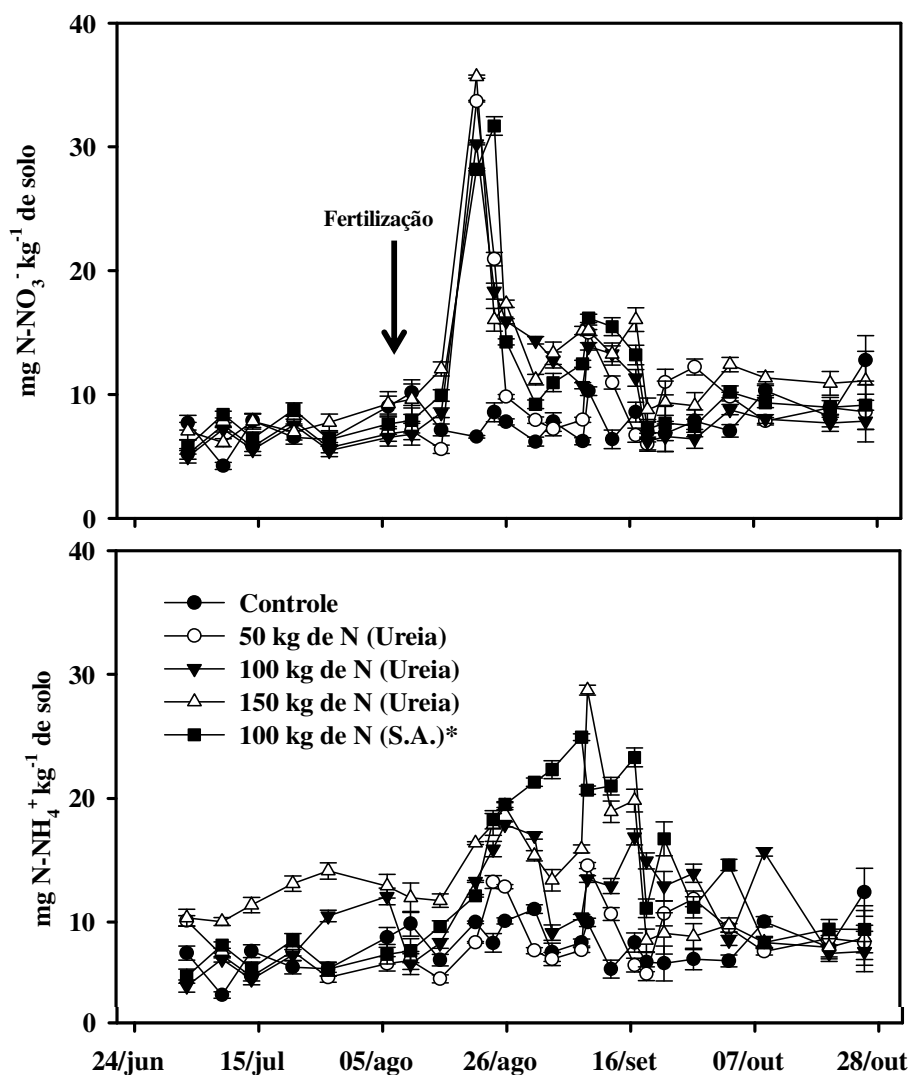 40
30
20
10
0
mg N-NO₃⁻ kg⁻¹ de solo
Fertilização
40
30
20
10
0
mg N-NH₄⁺ kg⁻¹ de solo
Controle
50 kg de N (Ureia)
100 kg de N (Ureia)
150 kg de N (Ureia)
100 kg de N (S.A.)*
24/jun 15/jul 05/ago 26/ago 16/set 07/out 28/out